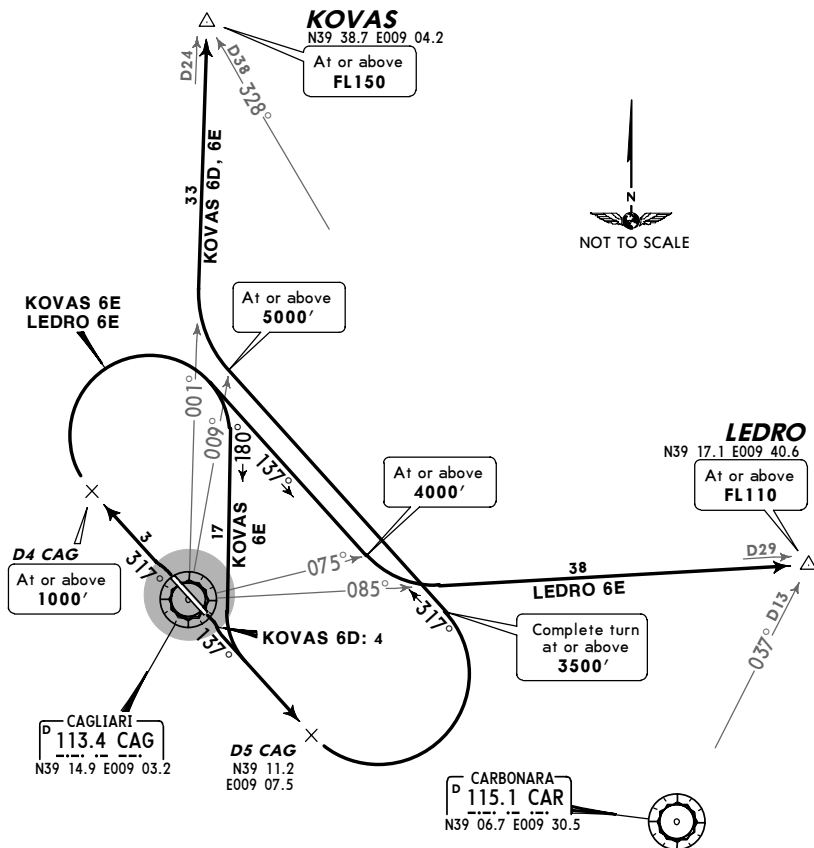 KOVAS
N39 38.7 E009 04.2
At or above
FL150
D24
D38
328°
33
KOVAS 6D, 6E
N
NOT TO SCALE
KOVAS 6E
LEDRO 6E
At or above
5000'
001°
009°
180°
137°
17
KOVAS
6E
LEDRO
N39 17.1 E009 40.6
At or above
FL110
At or above
4000'
D4 CAG
At or above
1000'
3
317°
137°
075°
085°
317°
D29
38
LEDRO 6E
037°
D13
KOVAS 6D: 4
Complete turn
at or above
3500'
CAGLIARI
D
113.4 CAG
N39 14.9 E009 03.2
D5 CAG
N39 11.2
E009 07.5
CARBONARA
D
115.1 CAR
N39 06.7 E009 30.5